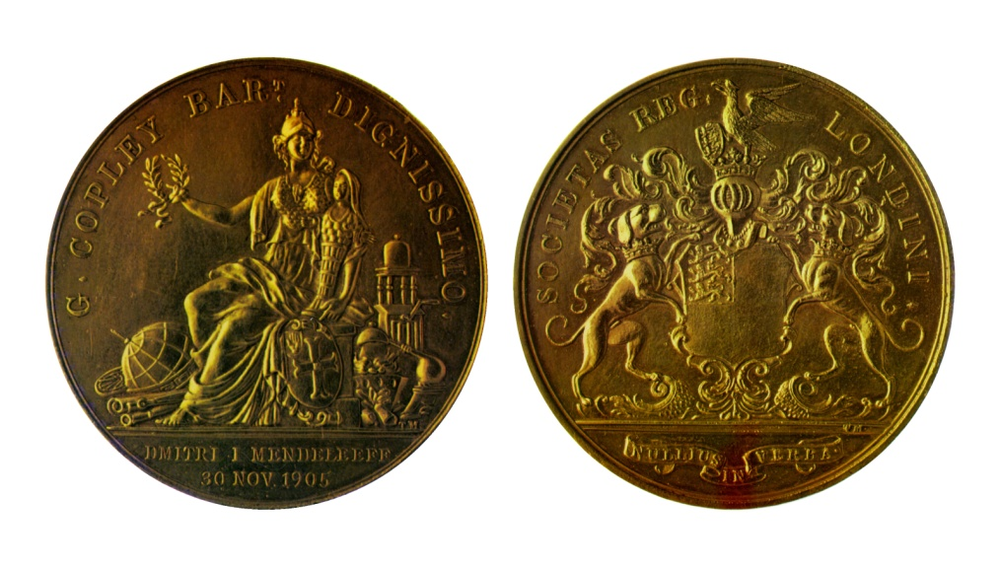 G. COPLEY BART DIGNISSIMO.
DMITRI I MENDELEEFF
30 NOV. 1905
SOCIETAS REG. LONDINI.
NULLIUS IN VERBA